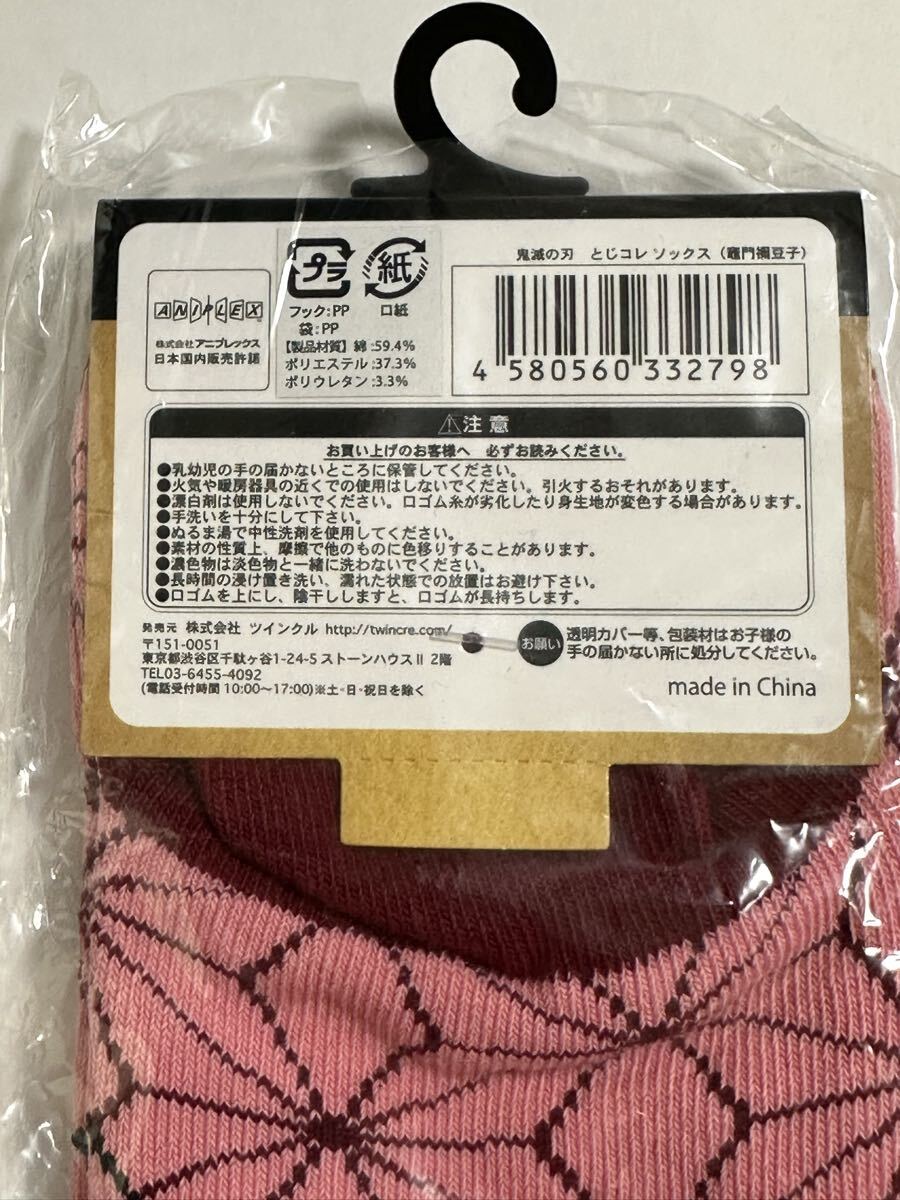 鬼滅の刃 とじコレ ソックス（竈門禰豆子）
4 580560 332798
プラ
紙
フック:PP
袋:PP
口紙
【製品材質】綿:59.4%
ポリエステル:37.3%
ポリウレタン:3.3%
ANIPLEX
株式会社 アニプレックス
日本国内販売許諾
⚠注意
お買い上げのお客様へ 必ずお読みください。
●乳幼児の手の届かないところに保管してください。
●火気や暖房器具の近くでの使用はしないでください。引火するおそれがあります。
●漂白剤は使用しないでください。口ゴム糸が劣化したり身生地が変色する場合があります。
●手洗いを十分にして下さい。
●ぬるま湯で中性洗剤を使用してください。
●素材の性質上、摩擦で他のものに色移りすることがあります。
●濃色物は淡色物と一緒に洗わないでください。
●長時間の浸け置き洗い、濡れた状態での放置はお避け下さい。
●口ゴムを上にし、陰干ししますと、口ゴムが長持ちします。
発売元 株式会社 ツインクル http://twincre.com/
〒151-0051
東京都渋谷区千駄ヶ谷1-24-5 ストーンハウスⅡ 2階
TEL03-6455-4092
(電話受付時間 10:00～17:00)※土・日・祝日を除く
お願い
透明カバー等、包装材はお子様の
手の届かない所に処分してください。
made in China